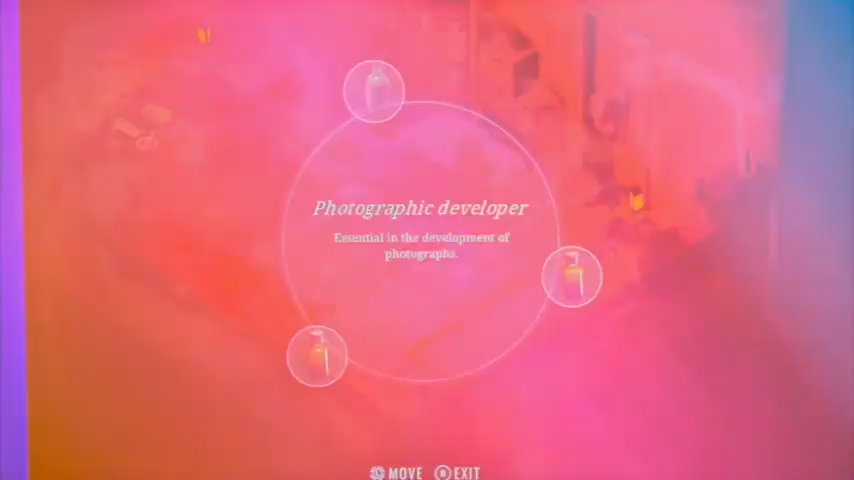 Photographic developer
Essential in the development of
photographs.
MOVE EXIT